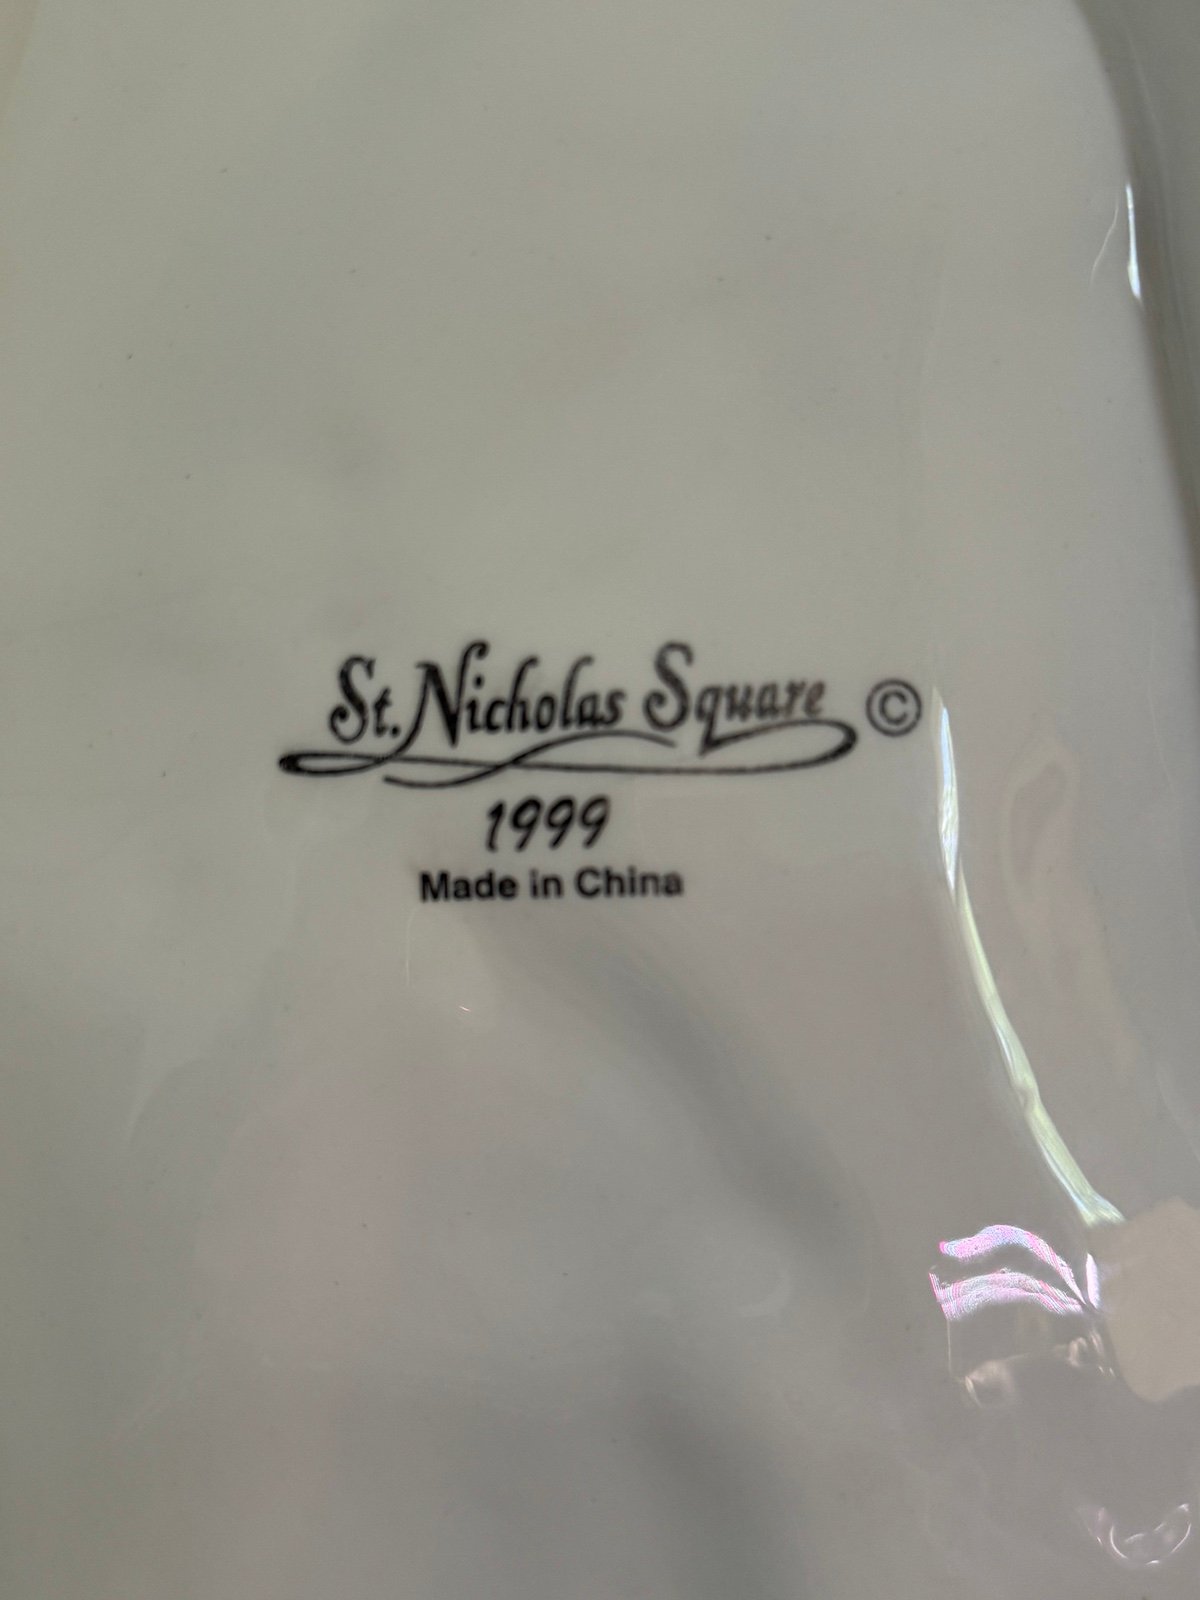 St. Nicholas Square ©
1999
Made in China